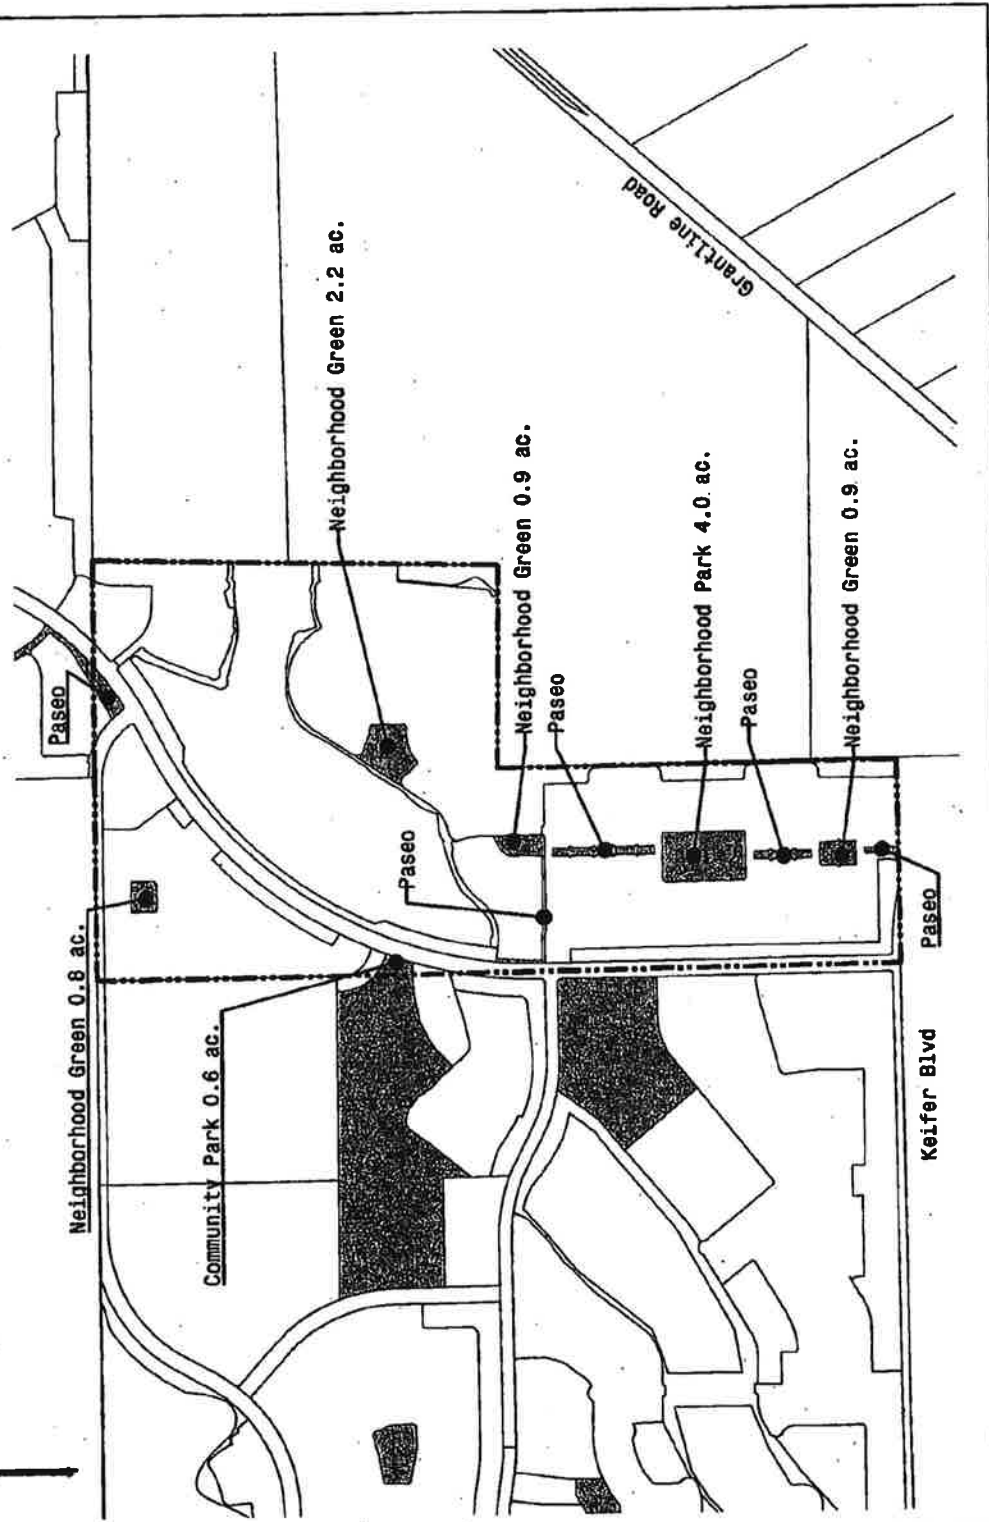 Paseo
Neighborhood Green 0.8 ac.
Neighborhood Green 2.2 ac.
Grantline Road
Community Park 0.6 ac.
Paseo
Neighborhood Green 0.9 ac.
Paseo
Neighborhood Park 4.0 ac.
Paseo
Neighborhood Green 0.9 ac.
Paseo
Keifer Blvd